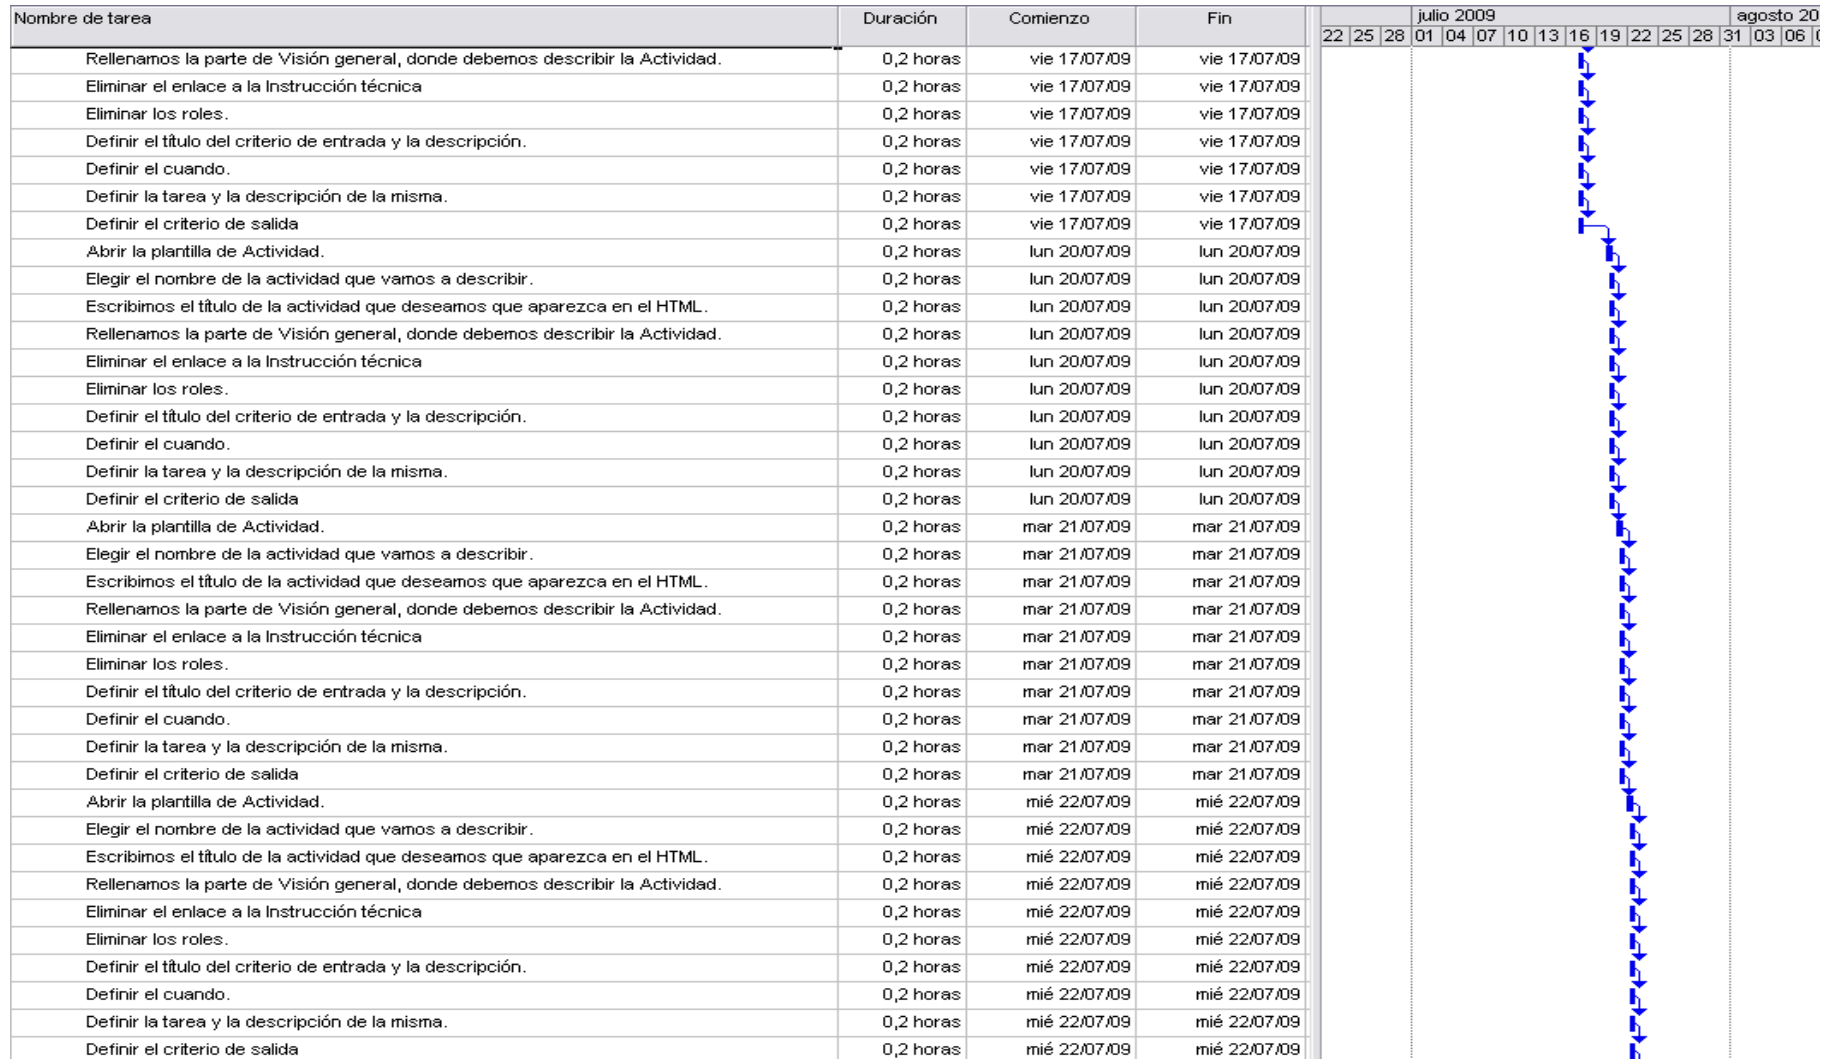 Nombre de tarea Duración Comienzo Fin julio 2009 agosto 20
22 25 28 01 04 07 10 13 16 19 22 25 28 31 03 06
Rellenamos la parte de Visión general, donde debemos describir la Actividad. 0,2 horas vie 17/07/09 vie 17/07/09
Eliminar el enlace a la Instrucción técnica 0,2 horas vie 17/07/09 vie 17/07/09
Eliminar los roles. 0,2 horas vie 17/07/09 vie 17/07/09
Definir el título del criterio de entrada y la descripción. 0,2 horas vie 17/07/09 vie 17/07/09
Definir el cuando. 0,2 horas vie 17/07/09 vie 17/07/09
Definir la tarea y la descripción de la misma. 0,2 horas vie 17/07/09 vie 17/07/09
Definir el criterio de salida 0,2 horas vie 17/07/09 vie 17/07/09
Abrir la plantilla de Actividad. 0,2 horas lun 20/07/09 lun 20/07/09
Elegir el nombre de la actividad que vamos a describir. 0,2 horas lun 20/07/09 lun 20/07/09
Escribimos el título de la actividad que deseamos que aparezca en el HTML. 0,2 horas lun 20/07/09 lun 20/07/09
Rellenamos la parte de Visión general, donde debemos describir la Actividad. 0,2 horas lun 20/07/09 lun 20/07/09
Eliminar el enlace a la Instrucción técnica 0,2 horas lun 20/07/09 lun 20/07/09
Eliminar los roles. 0,2 horas lun 20/07/09 lun 20/07/09
Definir el título del criterio de entrada y la descripción. 0,2 horas lun 20/07/09 lun 20/07/09
Definir el cuando. 0,2 horas lun 20/07/09 lun 20/07/09
Definir la tarea y la descripción de la misma. 0,2 horas lun 20/07/09 lun 20/07/09
Definir el criterio de salida 0,2 horas lun 20/07/09 lun 20/07/09
Abrir la plantilla de Actividad. 0,2 horas mar 21/07/09 mar 21/07/09
Elegir el nombre de la actividad que vamos a describir. 0,2 horas mar 21/07/09 mar 21/07/09
Escribimos el título de la actividad que deseamos que aparezca en el HTML. 0,2 horas mar 21/07/09 mar 21/07/09
Rellenamos la parte de Visión general, donde debemos describir la Actividad. 0,2 horas mar 21/07/09 mar 21/07/09
Eliminar el enlace a la Instrucción técnica 0,2 horas mar 21/07/09 mar 21/07/09
Eliminar los roles. 0,2 horas mar 21/07/09 mar 21/07/09
Definir el título del criterio de entrada y la descripción. 0,2 horas mar 21/07/09 mar 21/07/09
Definir el cuando. 0,2 horas mar 21/07/09 mar 21/07/09
Definir la tarea y la descripción de la misma. 0,2 horas mar 21/07/09 mar 21/07/09
Definir el criterio de salida 0,2 horas mar 21/07/09 mar 21/07/09
Abrir la plantilla de Actividad. 0,2 horas mié 22/07/09 mié 22/07/09
Elegir el nombre de la actividad que vamos a describir. 0,2 horas mié 22/07/09 mié 22/07/09
Escribimos el título de la actividad que deseamos que aparezca en el HTML. 0,2 horas mié 22/07/09 mié 22/07/09
Rellenamos la parte de Visión general, donde debemos describir la Actividad. 0,2 horas mié 22/07/09 mié 22/07/09
Eliminar el enlace a la Instrucción técnica 0,2 horas mié 22/07/09 mié 22/07/09
Eliminar los roles. 0,2 horas mié 22/07/09 mié 22/07/09
Definir el título del criterio de entrada y la descripción. 0,2 horas mié 22/07/09 mié 22/07/09
Definir el cuando. 0,2 horas mié 22/07/09 mié 22/07/09
Definir la tarea y la descripción de la misma. 0,2 horas mié 22/07/09 mié 22/07/09
Definir el criterio de salida 0,2 horas mié 22/07/09 mié 22/07/09